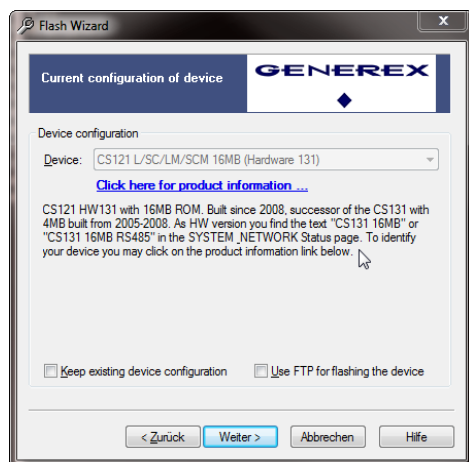 Flash Wizard
x
Current configuration of device
GENEREX
Device configuration
Device: CS121 L/SC/LM/SCM 16MB (Hardware 131)
Click here for product information ...
CS121 HW131 with 16MB ROM. Built since 2008, successor of the CS131 with
4MB built from 2005-2008. As HW version you find the text "CS131 16MB" or
"CS131 16MB RS485" in the SYSTEM_NETWORK Status page. To identify
your device you may click on the product information link below.
Keep existing device configuration Use FTP for flashing the device
< Zurück Weiter > Abbrechen Hilfe